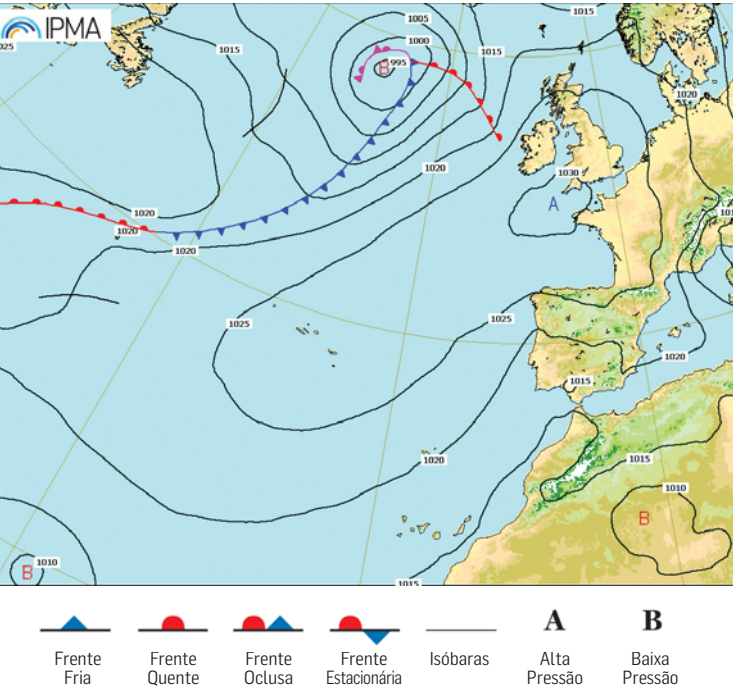 IPMA
1005
1015
1000
1015
1015
025
995
B
1020
1020
1030
A
1020
1020
1020
1025
1025
1020
1015
1020
1015
1010
B
1010
B
1015
A
B
Frente Fria
Frente Quente
Frente Oclusa
Frente Estacionária
Isóbaras
Alta Pressão
Baixa Pressão